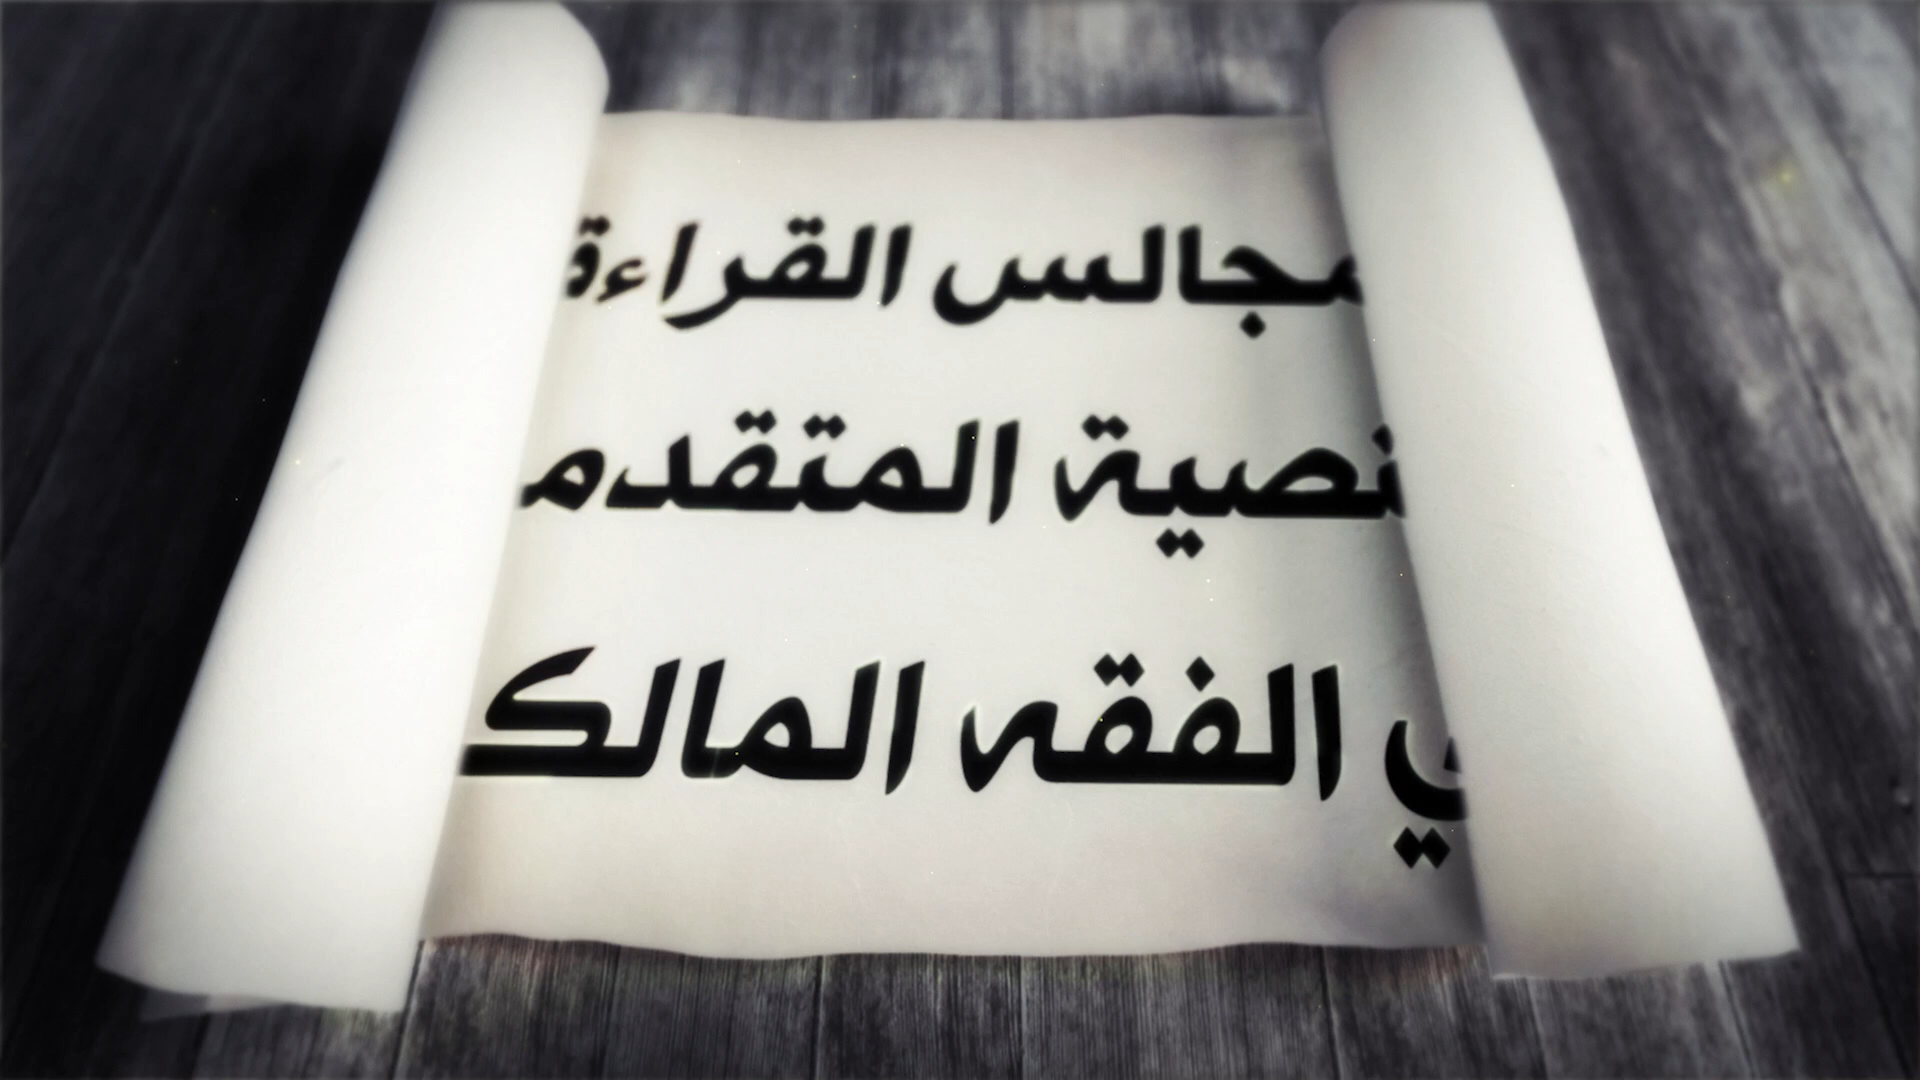 مجالس القراءة
نصية المتقدم
ي الفقه المالك